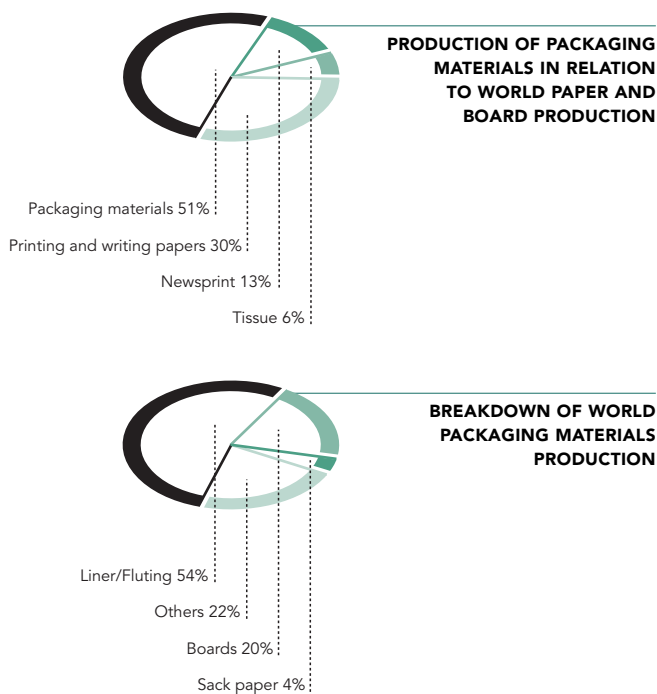 PRODUCTION OF PACKAGING
MATERIALS IN RELATION
TO WORLD PAPER AND
BOARD PRODUCTION
Packaging materials 51%
Printing and writing papers 30%
Newsprint 13%
Tissue 6%
BREAKDOWN OF WORLD
PACKAGING MATERIALS
PRODUCTION
Liner/Fluting 54%
Others 22%
Boards 20%
Sack paper 4%